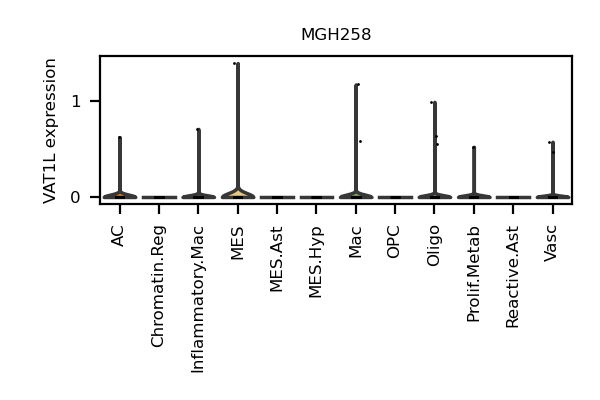 MGH258
VAT1L expression
1
0
AC
Chromatin.Reg
Inflammatory.Mac
MES
MES.Ast
MES.Hyp
Mac
OPC
Oligo
Prolif.Metab
Reactive.Ast
Vasc